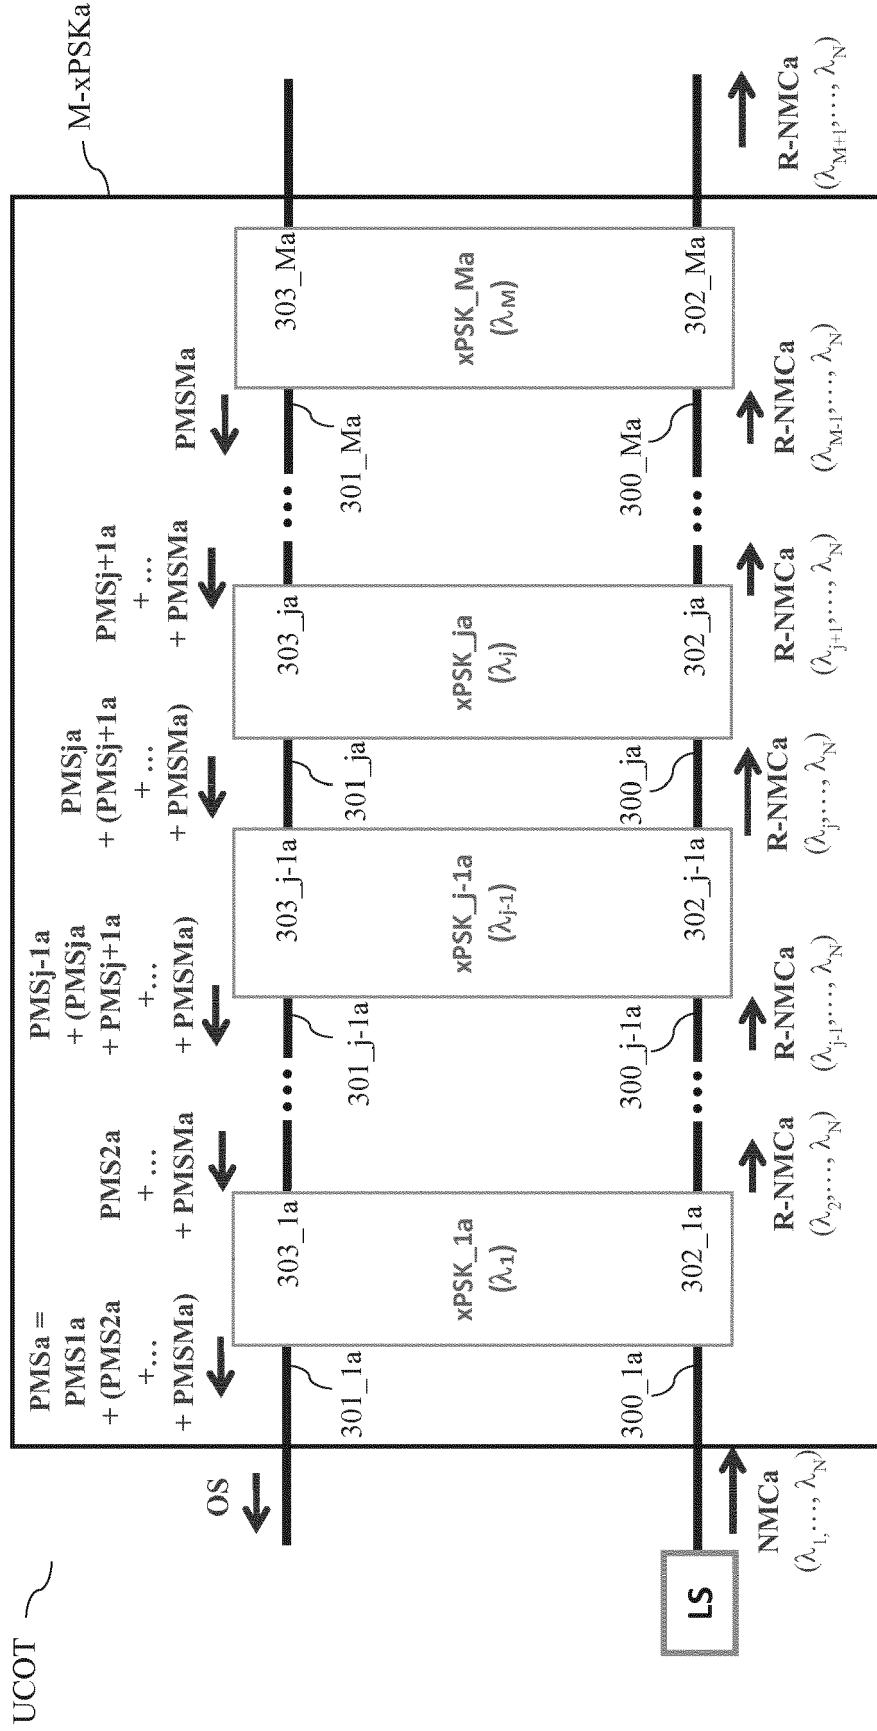 UCOT
M-xPSKa
PMSa =
PMS1a
+ (PMS2a
+...
+ PMSMa)
PMS2a
+ ...
+ PMSMa
PMSj-1a
+ (PMSja
+ PMSj+1a
+...
+ PMSMa)
PMSja
+ (PMSj+1a
+...
+ PMSMa)
PMSj+1a
+ ...
+ PMSMa
PMSMa
OS
301_1a
303_1a
301_j-1a
303_j-1a
301_ja
303_ja
301_Ma
303_Ma
xPSK_1a
(λ1)
xPSK_j-1a
(λj-1)
xPSK_ja
(λj)
xPSK_Ma
(λM)
300_1a
302_1a
300_j-1a
302_j-1a
300_ja
302_ja
300_Ma
302_Ma
LS
NMCa
(λ1,..., λN)
R-NMCa
(λ2,..., λN)
R-NMCa
(λj-1,..., λN)
R-NMCa
(λj,..., λN)
R-NMCa
(λj+1,..., λN)
R-NMCa
(λM-1,..., λN)
R-NMCa
(λM+1,..., λN)